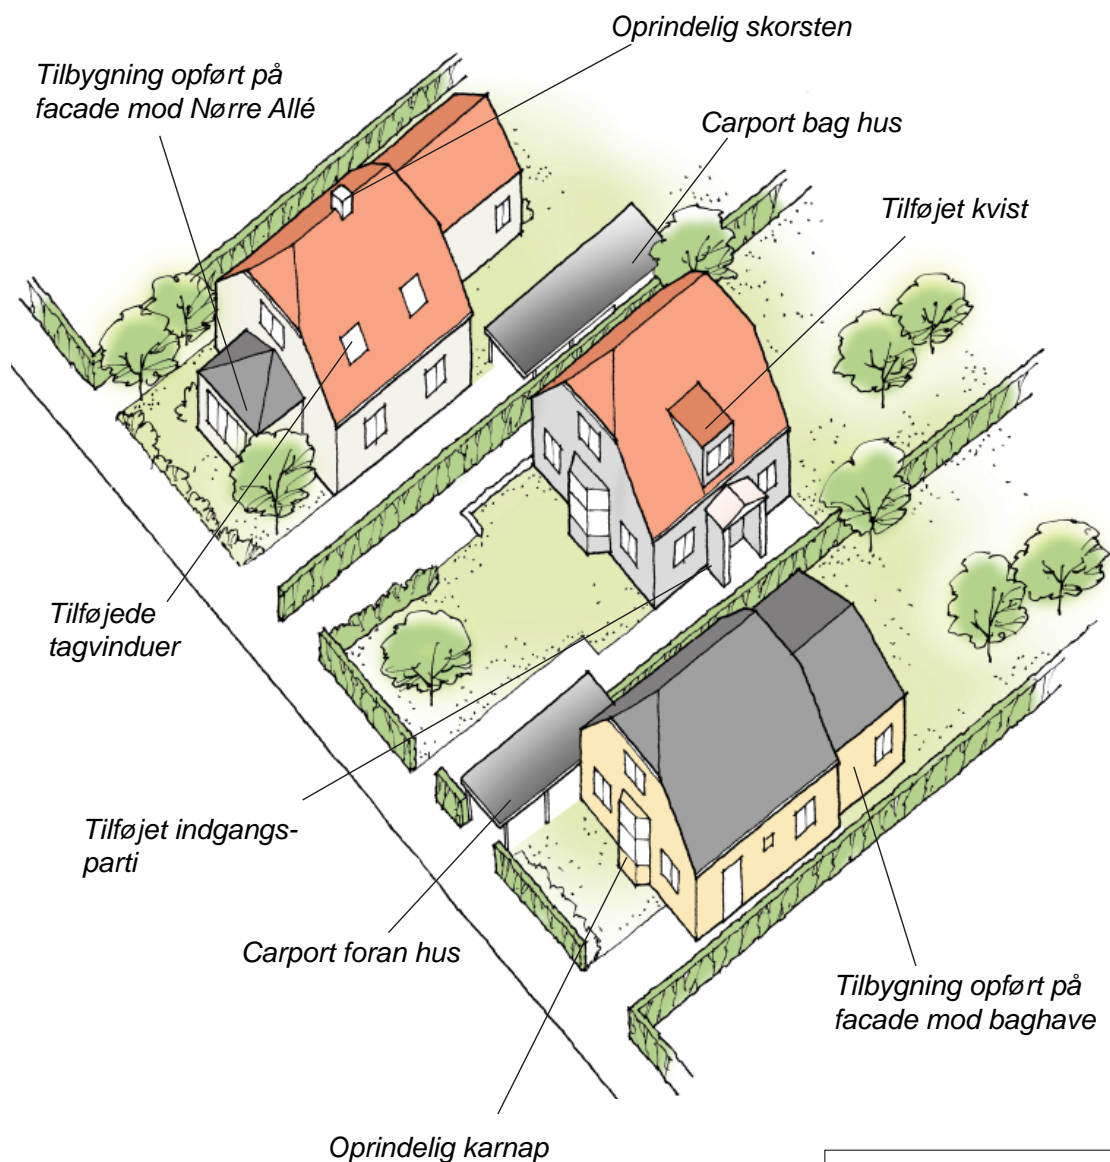 Oprindelig skorsten
Tilbygning opført på
facade mod Nørre Allé
Carport bag hus
Tilføjet kvist
Tilføjede
tagvinduer
Tilføjet indgangs-
parti
Carport foran hus
Tilbygning opført på
facade mod baghave
Oprindelig karnap